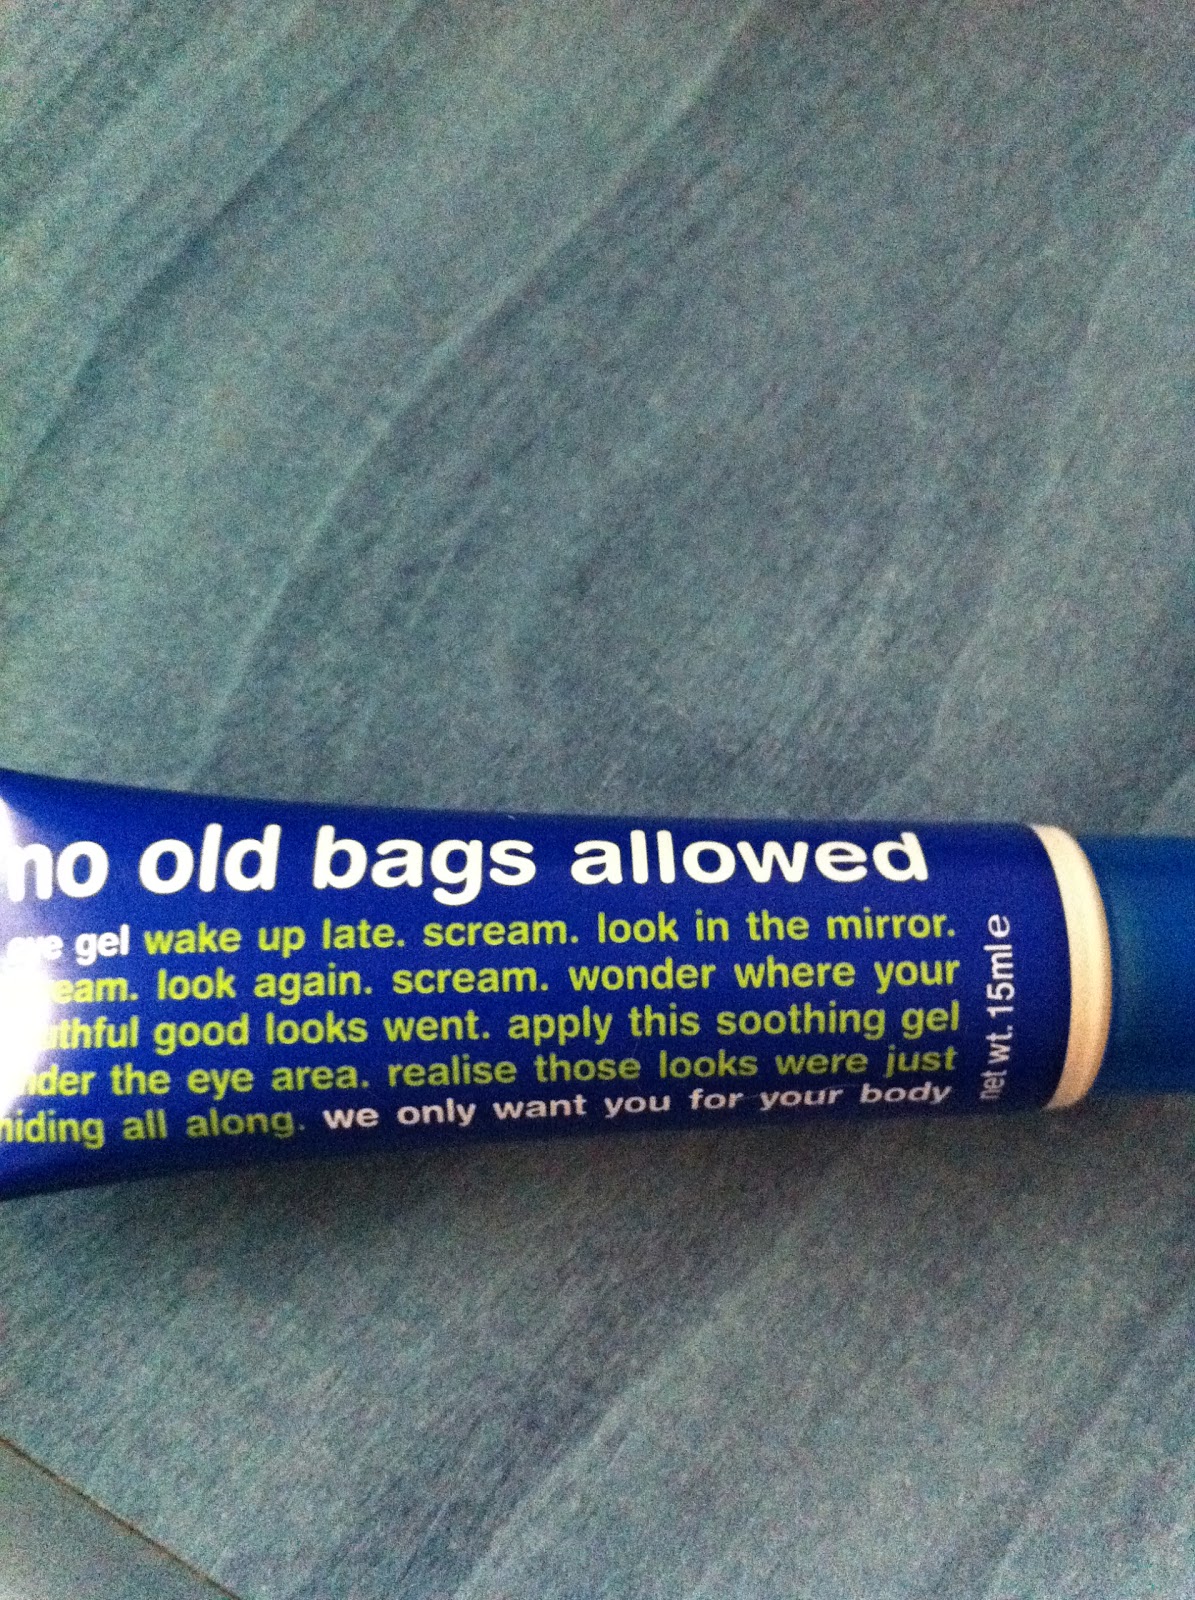 no old bags allowed
eye gel wake up late. scream. look in the mirror.
look again. scream. wonder where your
good looks went. apply this soothing gel
the eye area. realise those looks were just
hiding all along. we only want you for your body
net wt. 15ml e